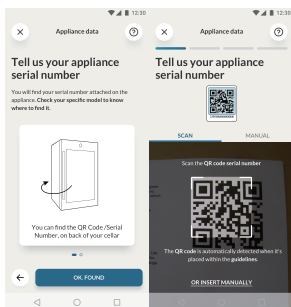 12:30
Appliance data
Tell us your appliance
serial number
You will find your serial number attached on the
appliance. Check your specific model to know
where to find it.
You can find the QR Code /Serial
Number, on back of your cellar
OK, FOUND
12:30
Appliance data
Tell us your appliance
serial number
SCAN
MANUAL
Scan the QR code serial number
The QR code is automatically detected when it's
placed within the guidelines.
OR INSERT MANUALLY